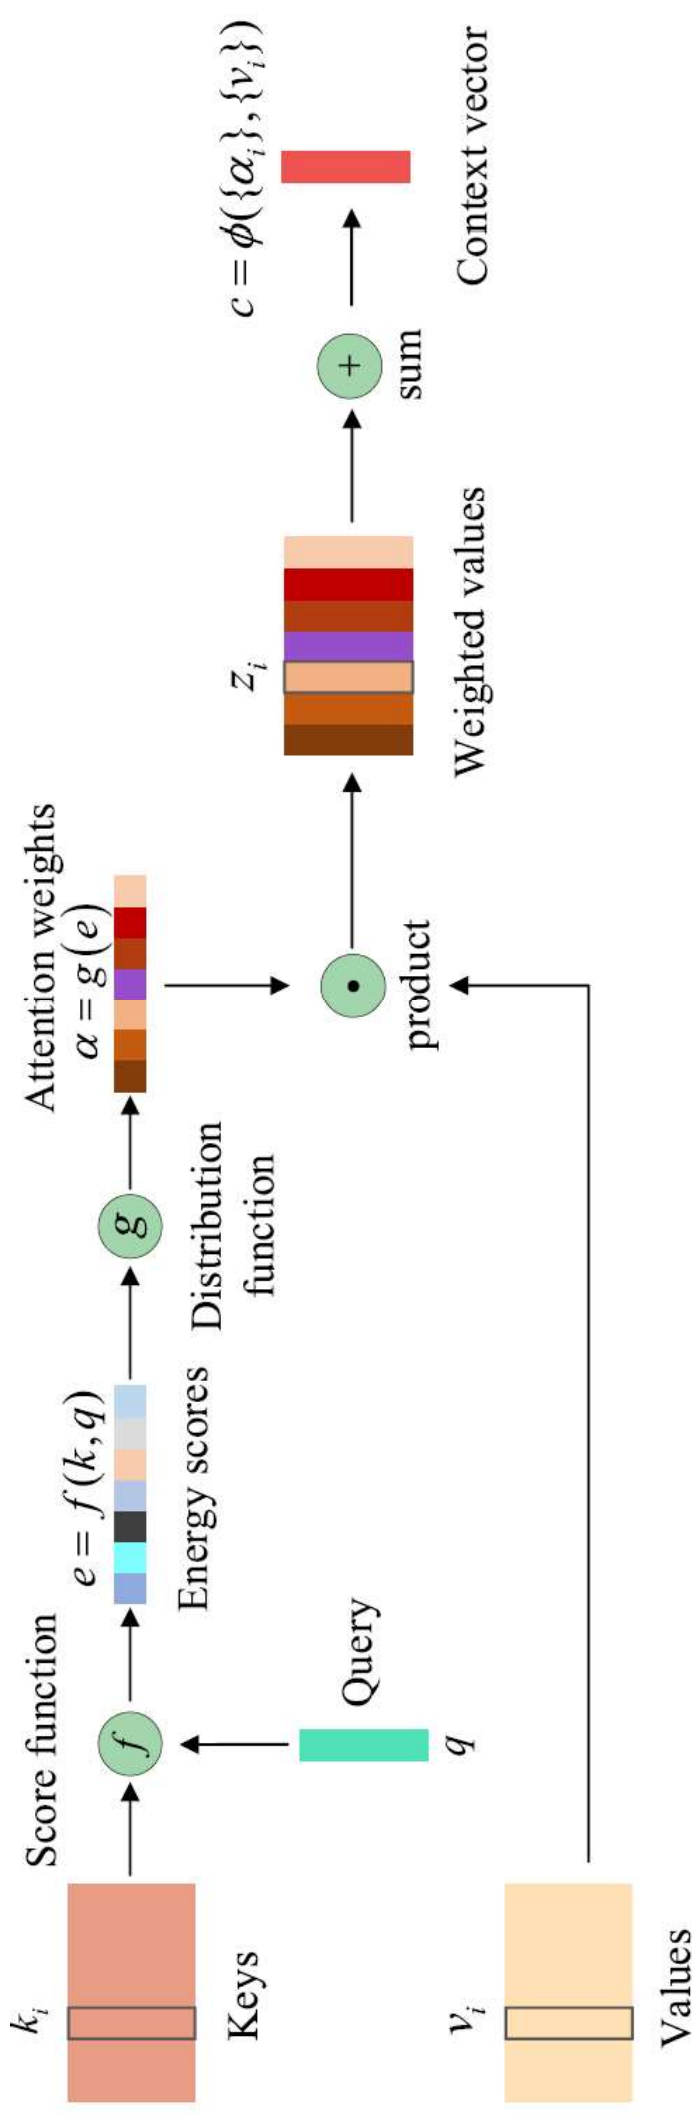 k_i
Keys
Score function
f
Query
q
e = f(k, q)
Energy scores
g
Distribution
function
Attention weights
α = g(e)
v_i
Values
product
z_i
Weighted values
+
sum
c = ϕ({α_i}, {v_i})
Context vector